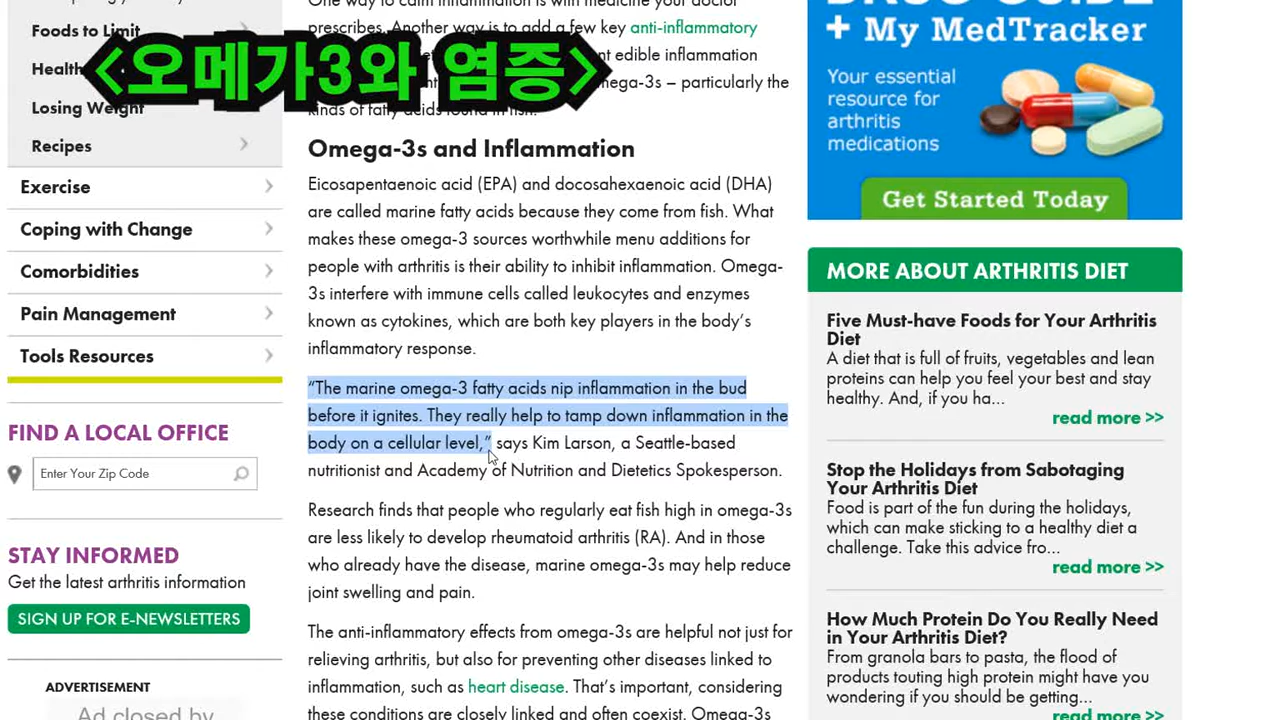 Foods to Limit
Losing Weight
Recipes
Exercise
Coping with Change
Comorbidities
Pain Management
Tools Resources
FIND A LOCAL OFFICE
Enter Your Zip Code
STAY INFORMED
Get the latest arthritis information
SIGN UP FOR E-NEWSLETTERS
ADVERTISEMENT
Ad closed by
<오메가3와 염증>
prescribes. Another way is to add a few key anti-inflammatory
nt edible inflammation
mega-3s – particularly the
kinds of fatty acids found in fish.
Omega-3s and Inflammation
Eicosapentaenoic acid (EPA) and docosahexaenoic acid (DHA)
are called marine fatty acids because they come from fish. What
makes these omega-3 sources worthwhile menu additions for
people with arthritis is their ability to inhibit inflammation. Omega-
3s interfere with immune cells called leukocytes and enzymes
known as cytokines, which are both key players in the body’s
inflammatory response.
“The marine omega-3 fatty acids nip inflammation in the bud
before it ignites. They really help to tamp down inflammation in the
body on a cellular level,” says Kim Larson, a Seattle-based
nutritionist and Academy of Nutrition and Dietetics Spokesperson.
Research finds that people who regularly eat fish high in omega-3s
are less likely to develop rheumatoid arthritis (RA). And in those
who already have the disease, marine omega-3s may help reduce
joint swelling and pain.
The anti-inflammatory effects from omega-3s are helpful not just for
relieving arthritis, but also for preventing other diseases linked to
inflammation, such as heart disease. That’s important, considering
these conditions are closely linked and often coexist. Omega-3s
DRUG GUIDE
+ My MedTracker
Your essential
resource for
arthritis
medications
Get Started Today
MORE ABOUT ARTHRITIS DIET
Five Must-have Foods for Your Arthritis
Diet
A diet that is full of fruits, vegetables and lean
proteins can help you feel your best and stay
healthy. And, if you ha...
read more >>
Stop the Holidays from Sabotaging
Your Arthritis Diet
Food is part of the fun during the holidays,
which can make sticking to a healthy diet a
challenge. Take this advice fro...
read more >>
How Much Protein Do You Really Need
in Your Arthritis Diet?
From granola bars to pasta, the flood of
products touting high protein might have you
wondering if you should be getting...
read more >>